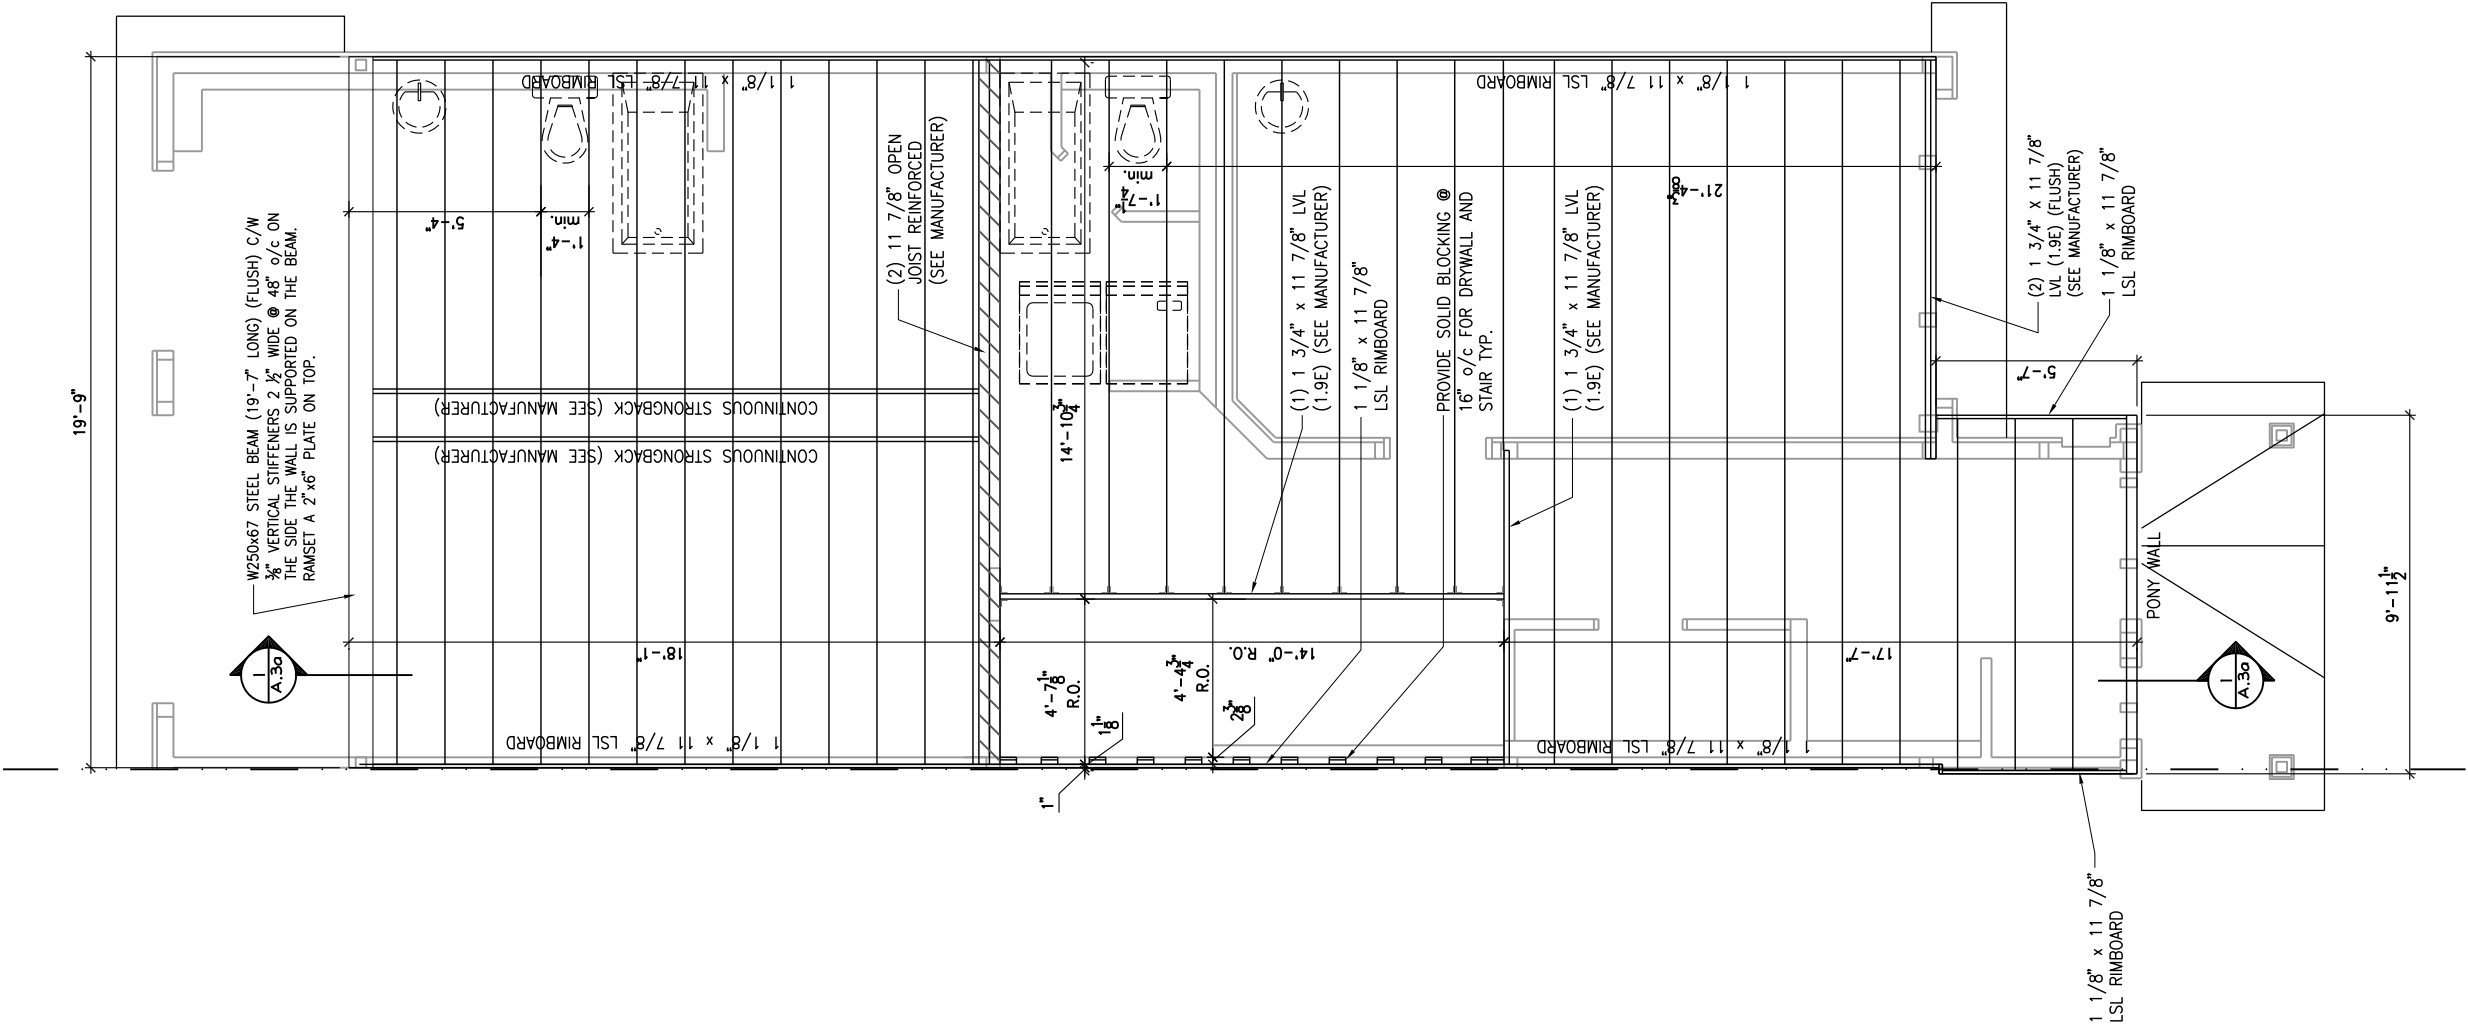 19'-9"
W250x67 STEEL BEAM (19'-7" LONG) (FLUSH) C/W
3/8" VERTICAL STIFFENERS 2 ½" WIDE @ 48" o/c ON
THE SIDE THE WALL IS SUPPORTED ON THE BEAM.
RAMSET A 2"x6" PLATE ON TOP.
1
A.3a
1 1/8" x 11 7/8" LSL RIMBOARD
5'-4"
1'-4"
min.
CONTINUOUS STRONGBACK (SEE MANUFACTURER)
CONTINUOUS STRONGBACK (SEE MANUFACTURER)
18'-1"
1 1/8" x 11 7/8" LSL RIMBOARD
(2) 11 7/8" OPEN
JOIST REINFORCED
(SEE MANUFACTURER)
14'-10 3/4"
4'-7 1/8"
R.O.
1 1/8"
1"
1'-7 1/4"
min.
4'-4 3/4"
R.O.
2 3/8"
14'-0" R.O.
(1) 1 3/4" x 11 7/8" LVL
(1.9E) (SEE MANUFACTURER)
1 1/8" x 11 7/8"
LSL RIMBOARD
PROVIDE SOLID BLOCKING @
16" o/c FOR DRYWALL AND
STAIR TYP.
1 1/8" x 11 7/8" LSL RIMBOARD
(1) 1 3/4" x 11 7/8" LVL
(1.9E) (SEE MANUFACTURER)
21'-4 3/8"
17'-7"
1 1/8" x 11 7/8" LSL RIMBOARD
(2) 1 3/4" x 11 7/8"
LVL (1.9E) (FLUSH)
(SEE MANUFACTURER)
1 1/8" x 11 7/8"
LSL RIMBOARD
5'-7"
PONY WALL
1
A.3a
9'-11 1/2"
1 1/8" x 11 7/8"
LSL RIMBOARD